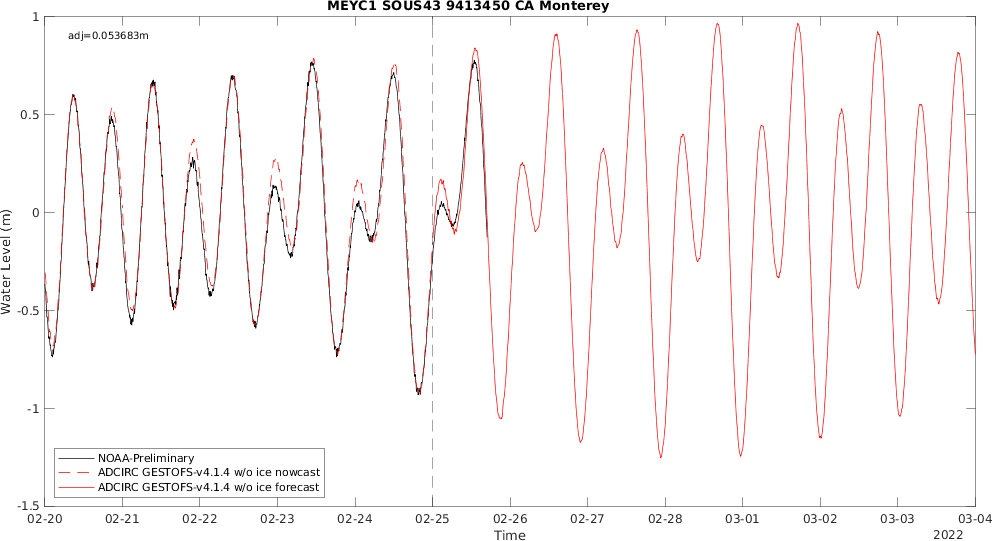 MEYC1 SOUS43 9413450 CA Monterey
adj=0.053683m
1
0.5
0
-0.5
-1
-1.5
Water Level (m)
NOAA-Preliminary
ADCIRC GESTOFS-v4.1.4 w/o ice nowcast
ADCIRC GESTOFS-v4.1.4 w/o ice forecast
02-20 02-21 02-22 02-23 02-24 02-25 02-26 02-27 02-28 03-01 03-02 03-03 03-04
Time
2022